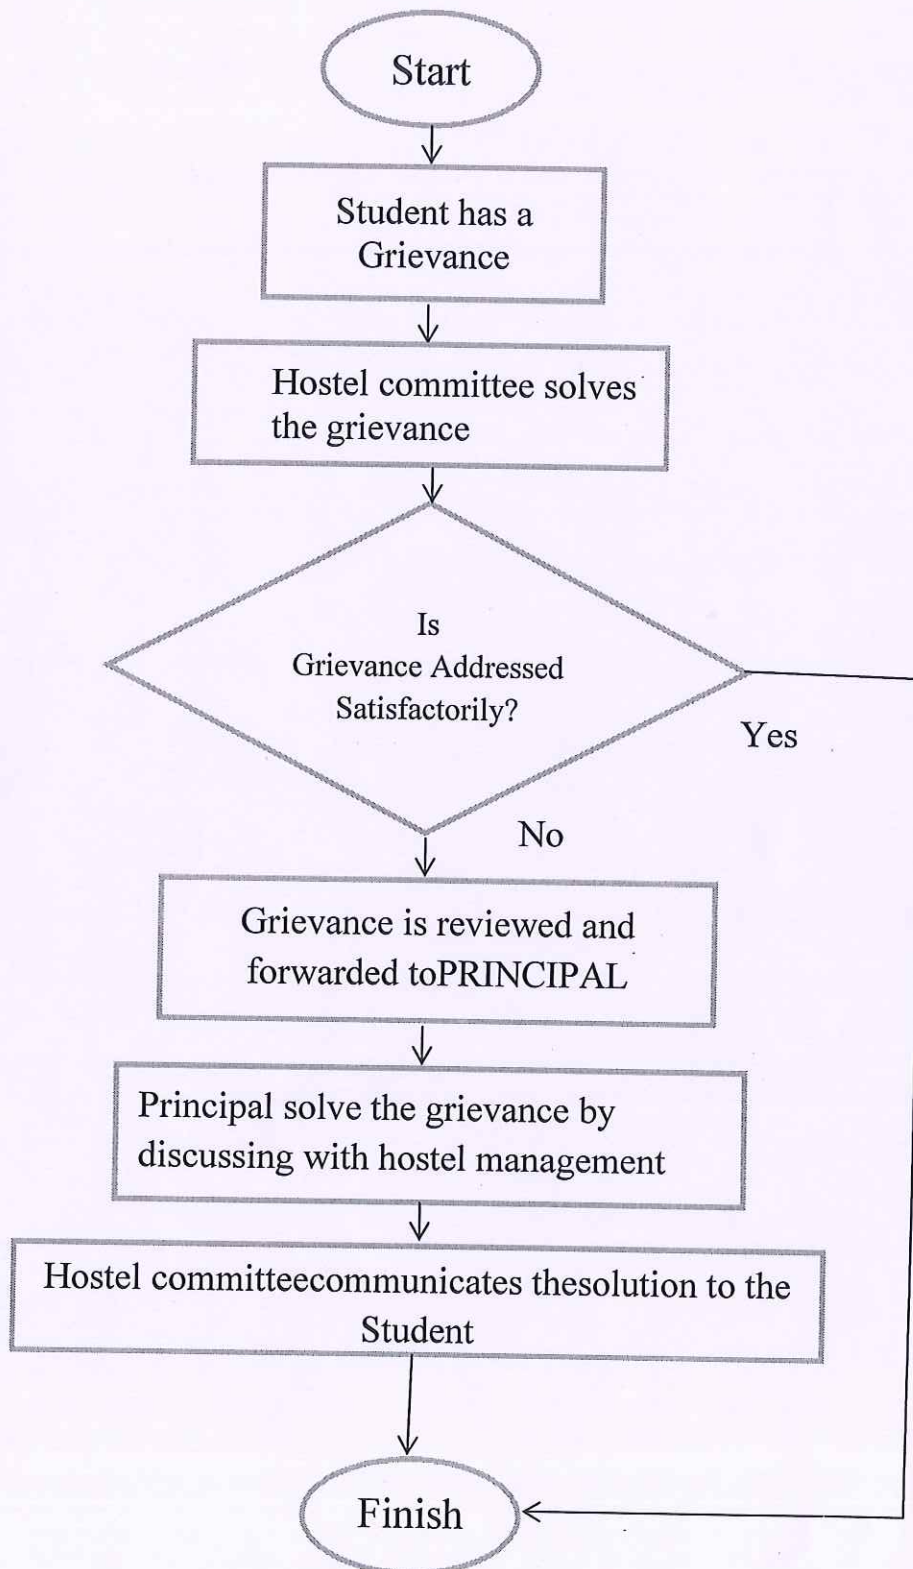 Start
Student has a
Grievance
Hostel committee solves
the grievance
Is
Grievance Addressed
Satisfactorily?
Yes
No
Grievance is reviewed and
forwarded toPRINCIPAL
Principal solve the grievance by
discussing with hostel management
Hostel committeecommunicates thesolution to the
Student
Finish